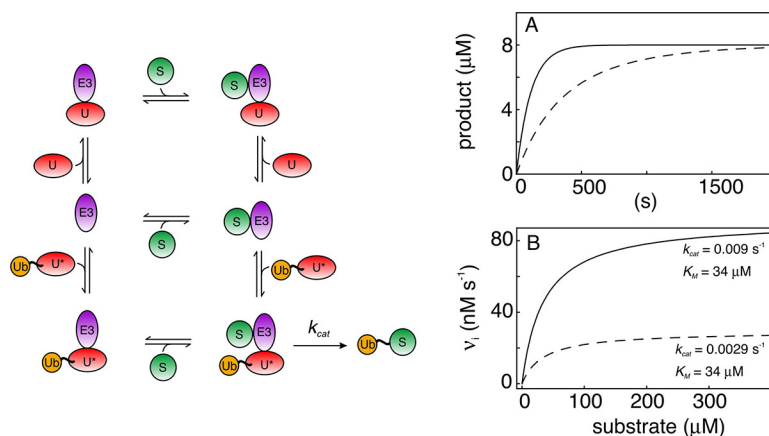 S
E3
U
S
E3
U
U
U
E3
S
S
E3
Ub
U*
Ub
U*
E3
Ub
U*
S
S
E3
Ub
U*
k_cat
Ub
S
A
product (μM)
8
4
0
0
500
(s)
1500
B
ν_i (nM s⁻¹)
80
40
0
k_cat = 0.009 s⁻¹
K_M = 34 μM
k_cat = 0.0029 s⁻¹
K_M = 34 μM
0
100
200
300
substrate (μM)